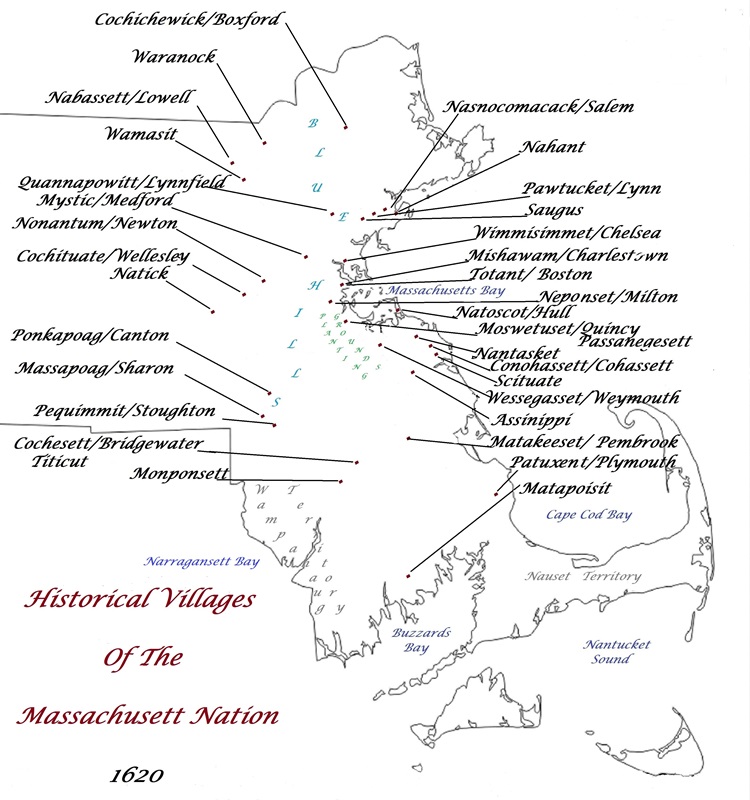 Cochichewick/Boxford
Waranock
Nabassett/Lowell
Wamasit
Quannapowitt/Lynnfield
Mystic/Medford
Nonantum/Newton
Cochituate/Wellesley
Natick
Ponkapoag/Canton
Massapoag/Sharon
Pequimmit/Stoughton
Cochesett/Bridgewater
Titicut
Monponsett
BLUE HILLS
Nasnocomacack/Salem
Nahant
Pawtucket/Lynn
Saugus
Wimmisimmet/Chelsea
Mishawam/Charlestown
Totant/ Boston
Massachusetts Bay
Neponset/Milton
Natoscot/Hull
Moswetuset/Quincy
Passanegesett
Nantasket
Conohassett/Cohassett
Scituate
Wessegasset/Weymouth
Assinippi
Matakeeset/ Pembrook
Patuxent/Plymouth
Matapoisit
PLANTING
GROUNDS
Wampanoag
Territory
Cape Cod Bay
Narragansett Bay
Nauset Territory
Buzzards
Bay
Nantucket
Sound
Historical Villages
Of The
Massachusett Nation
1620